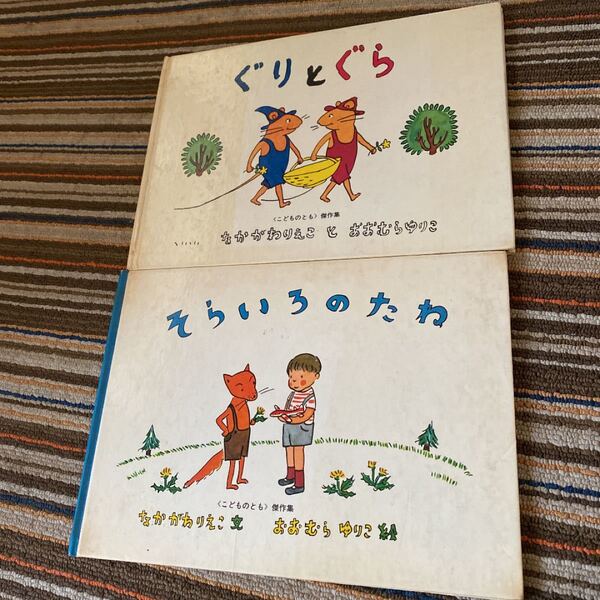 ぐりとぐら
〈こどものとも〉傑作集
なかがわりえこ と おおむらゆりこ
そらいろのたね
〈こどものとも〉傑作集
なかがわりえこ 文 おおむら ゆりこ 絵